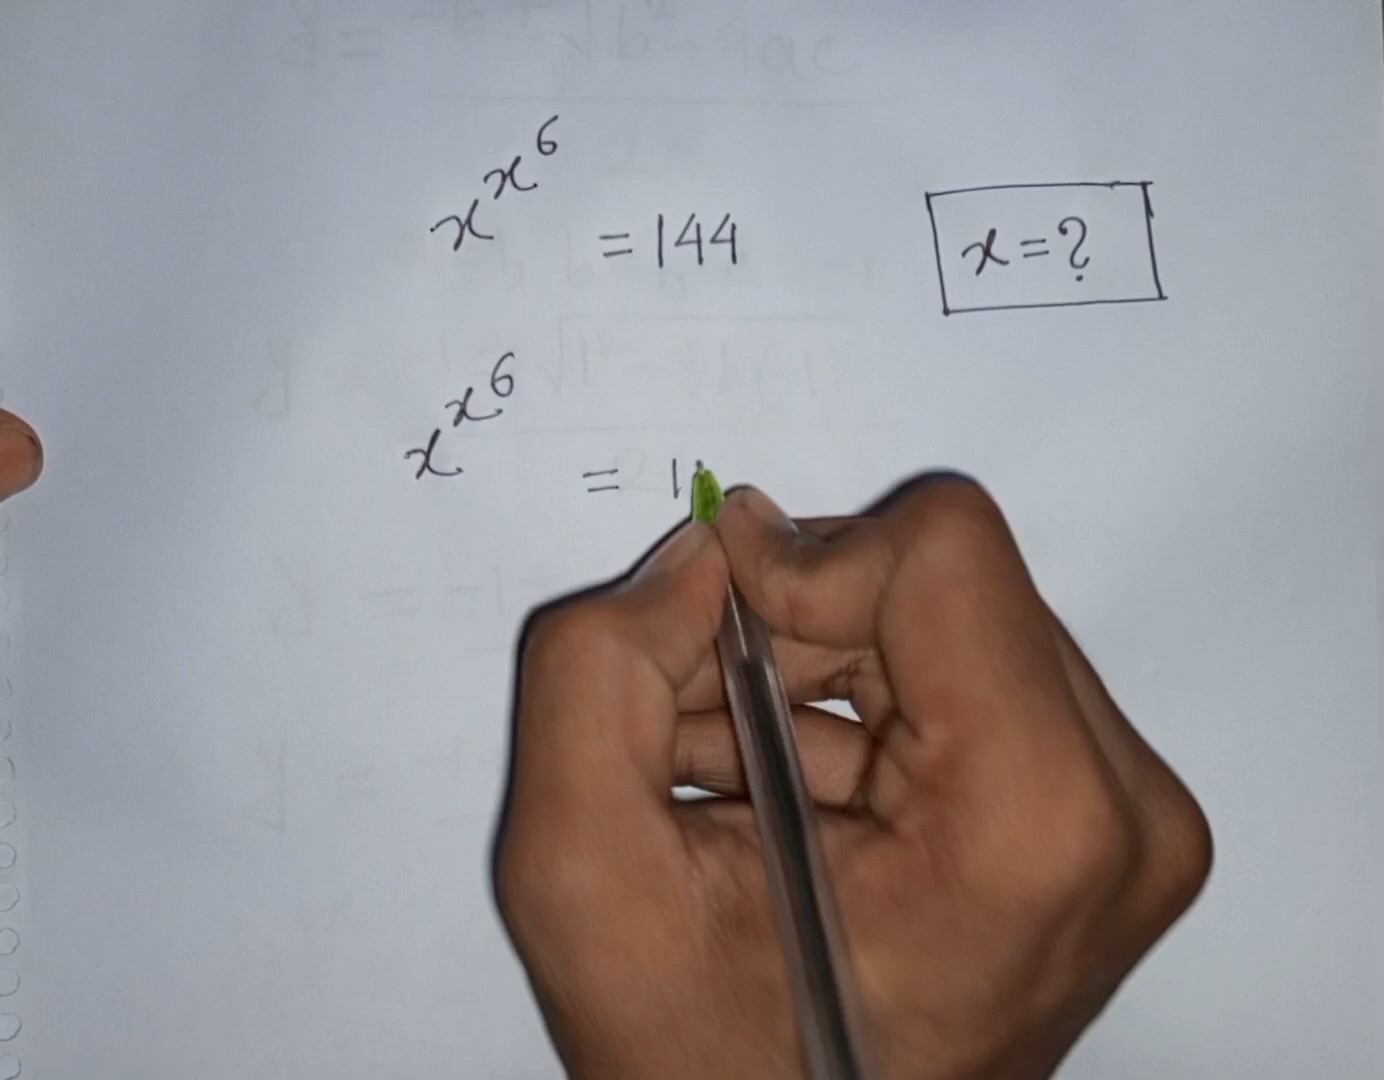 x^x^6 = 144
x = ?
x^x^6 = 1